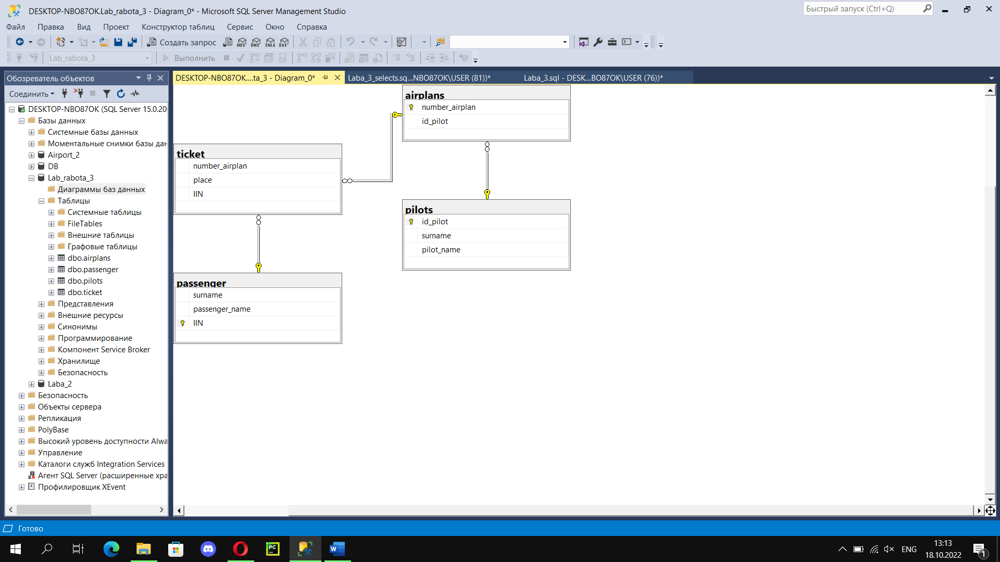 DESKTOP-NBO87OK.Lab_rabota_3 - Diagram_0* - Microsoft SQL Server Management Studio
Быстрый запуск (Ctrl+Q)
Файл Правка Вид Проект Конструктор таблиц Сервис Окно Справка
Создать запрос MDX DMX XMLA DAX
Lab_rabota_3 Выполнить
Обозреватель объектов
DESKTOP-NBO87OK....ta_3 - Diagram_0* Laba_3_selects.sq...NBO87OK\USER (81))* Laba_3.sql - DESK...BO87OK\USER (76))*
Соединить
DESKTOP-NBO87OK (SQL Server 15.0.20
Базы данных
Системные базы данных
Моментальные снимки базы дан
Airport_2
DB
Lab_rabota_3
Диаграммы баз данных
Таблицы
Системные таблицы
FileTables
Внешние таблицы
Графовые таблицы
dbo.airplans
dbo.passenger
dbo.pilots
dbo.ticket
Представления
Внешние ресурсы
Синонимы
Программирование
Компонент Service Broker
Хранилище
Безопасность
Laba_2
Безопасность
Объекты сервера
Репликация
PolyBase
Высокий уровень доступности Alwa
Управление
Каталоги служб Integration Services
Агент SQL Server (расширенные хра
Профилировщик XEvent
airplans
number_airplan
id_pilot
ticket
number_airplan
place
IIN
pilots
id_pilot
surname
pilot_name
passenger
surname
passenger_name
IIN
Готово
PC
W
ENG
13:13
18.10.2022
1